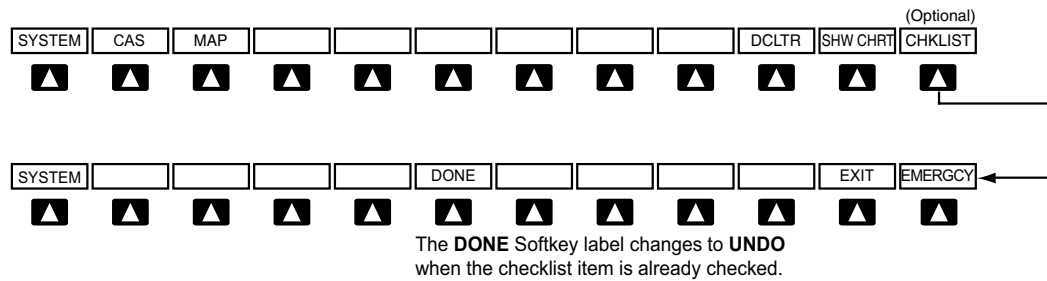 (Optional)
SYSTEM CAS MAP DCLTR SHW CHRT CHKLIST
SYSTEM DONE EXIT EMERGCY
The DONE Softkey label changes to UNDO
when the checklist item is already checked.